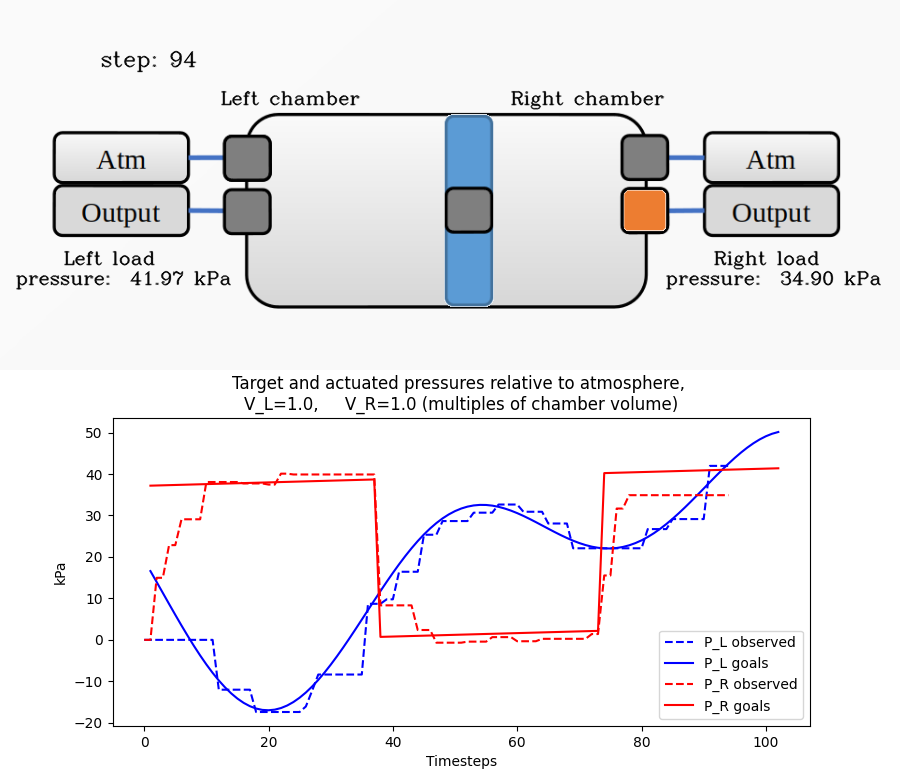 step: 94
Left chamber
Right chamber
Atm
Atm
Output
Output
Left load
pressure: 41.97 kPa
Right load
pressure: 34.90 kPa
Target and actuated pressures relative to atmosphere,
V_L=1.0, V_R=1.0 (multiples of chamber volume)
50
40
30
20
10
0
−10
−20
kPa
P_L observed
P_L goals
P_R observed
P_R goals
0 20 40 60 80 100
Timesteps